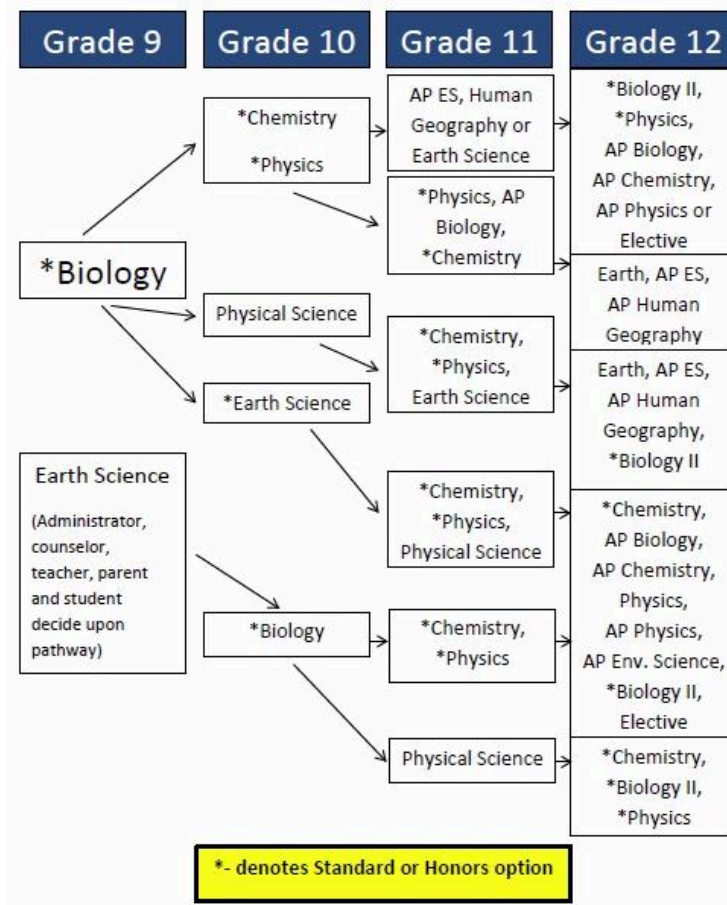 Grade 9
Grade 10
Grade 11
Grade 12
*Biology
Earth Science
(Administrator,
counselor,
teacher, parent
and student
decide upon
pathway)
*Chemistry
*Physics
Physical Science
*Earth Science
*Biology
AP ES, Human
Geography or
Earth Science
*Physics, AP
Biology,
*Chemistry
*Chemistry,
*Physics,
Earth Science
*Chemistry,
*Physics,
Physical Science
*Chemistry,
*Physics
Physical Science
*Biology II,
*Physics,
AP Biology,
AP Chemistry,
AP Physics or
Elective
Earth, AP ES,
AP Human
Geography
Earth, AP ES,
AP Human
Geography,
*Biology II
*Chemistry,
AP Biology,
AP Chemistry,
Physics,
AP Physics,
AP Env. Science,
*Biology II,
Elective
*Chemistry,
*Biology II,
*Physics
*- denotes Standard or Honors option